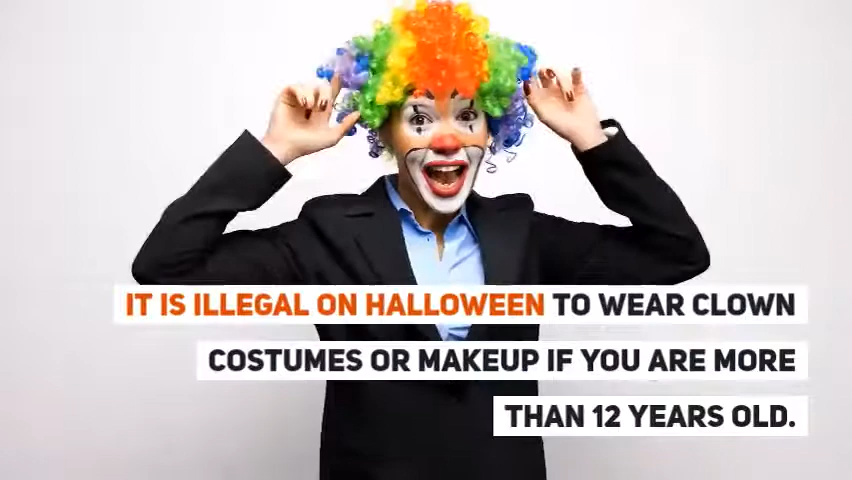 IT IS ILLEGAL ON HALLOWEEN TO WEAR CLOWN
COSTUMES OR MAKEUP IF YOU ARE MORE
THAN 12 YEARS OLD.